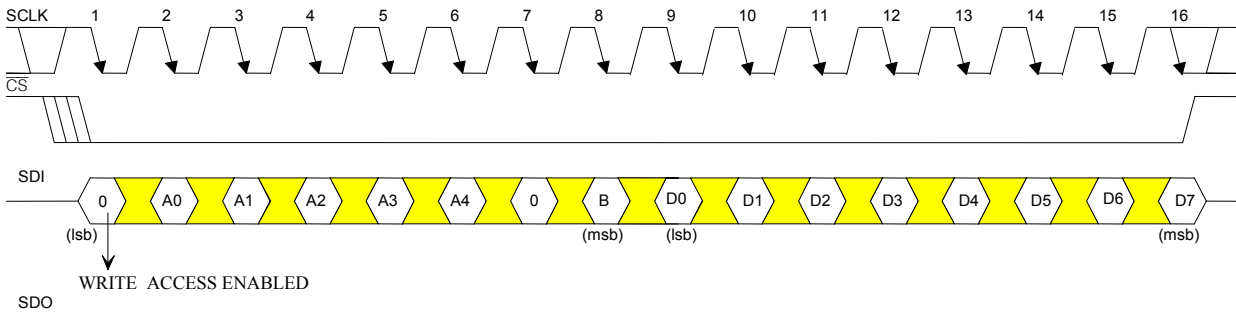 SCLK 1 2 3 4 5 6 7 8 9 10 11 12 13 14 15 16
CS
SDI
0 A0 A1 A2 A3 A4 0 B D0 D1 D2 D3 D4 D5 D6 D7
(lsb) (msb) (lsb) (msb)
WRITE ACCESS ENABLED
SDO